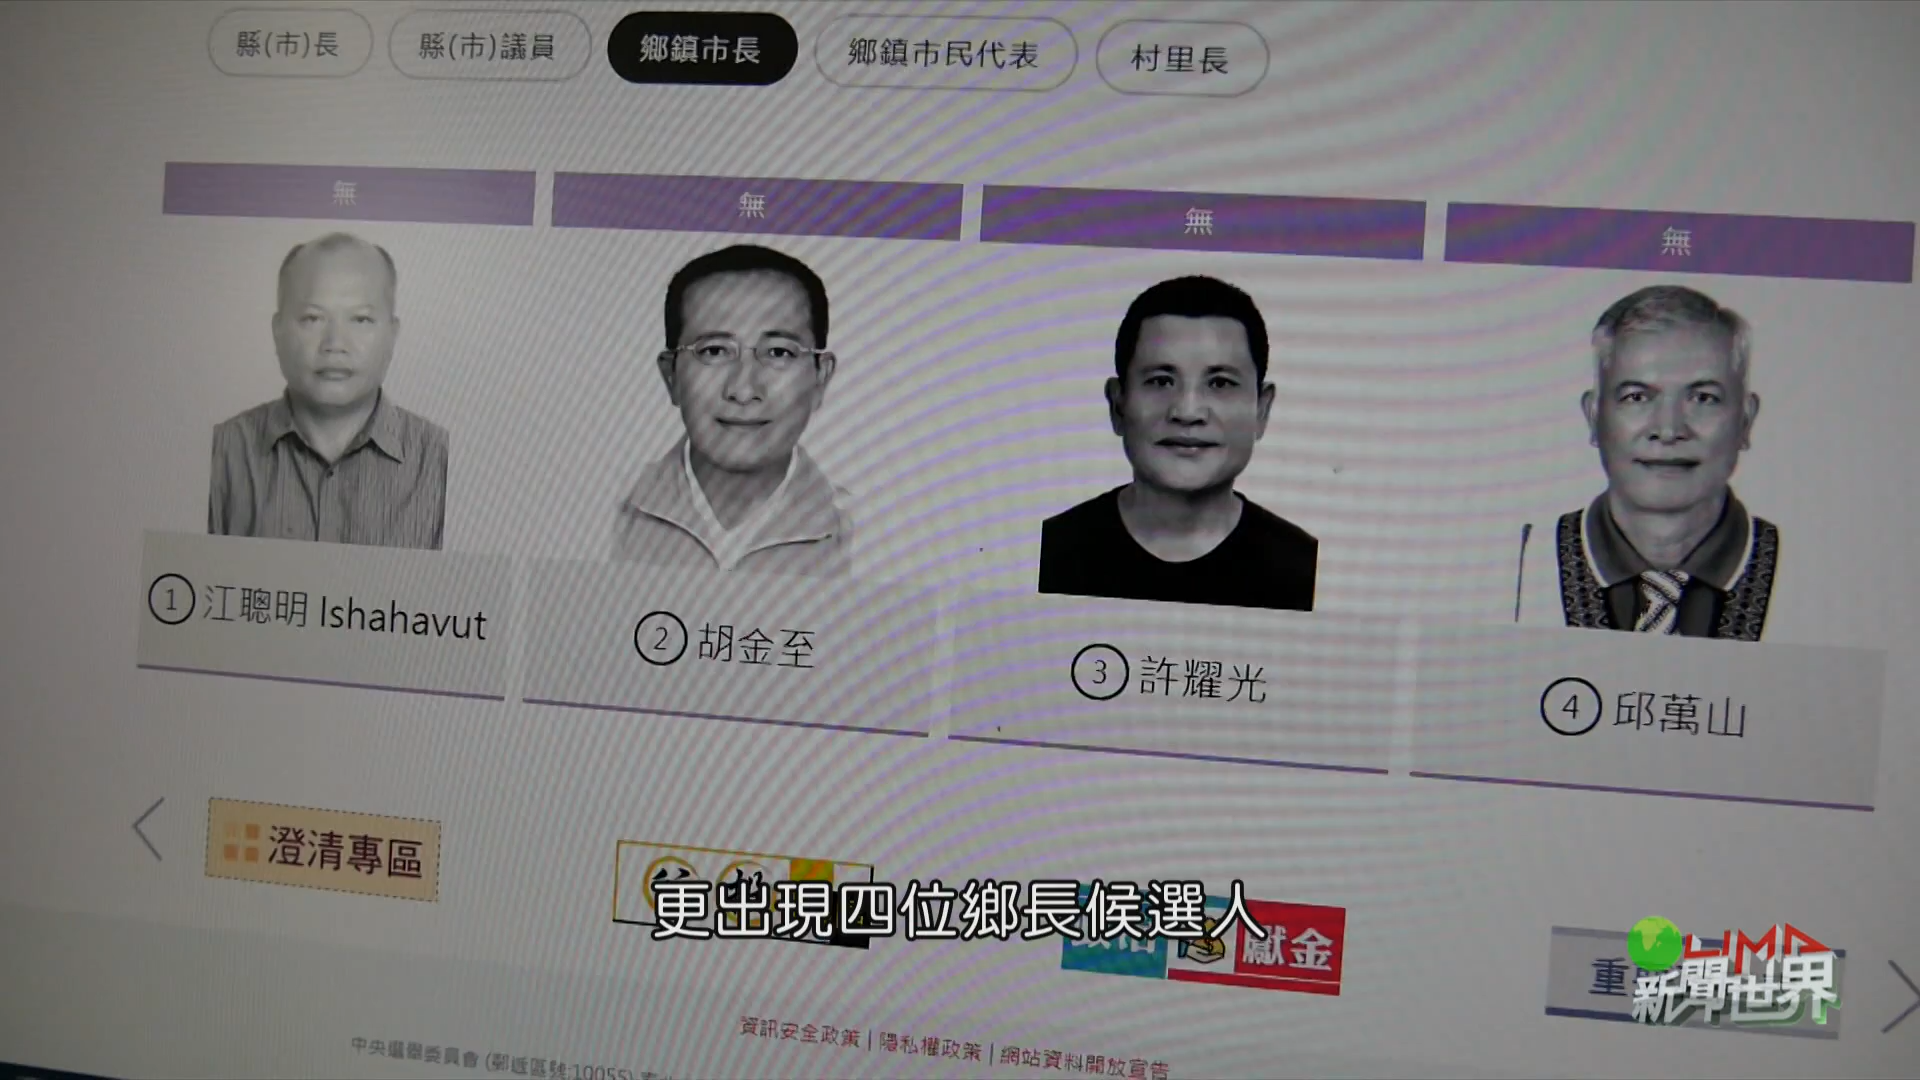 縣(市)長
縣(市)議員
鄉鎮市長
鄉鎮市民代表
村里長
無
無
無
無
1 江聰明 Ishahavut
2 胡金至
3 許耀光
4 邱萬山
澄清專區
獻金
更出現四位鄉長候選人
重
LIMA
新聞世界
資訊安全政策 | 隱私權政策 | 網站資料開放宣告
中央選舉委員會 (郵遞區號:10055)